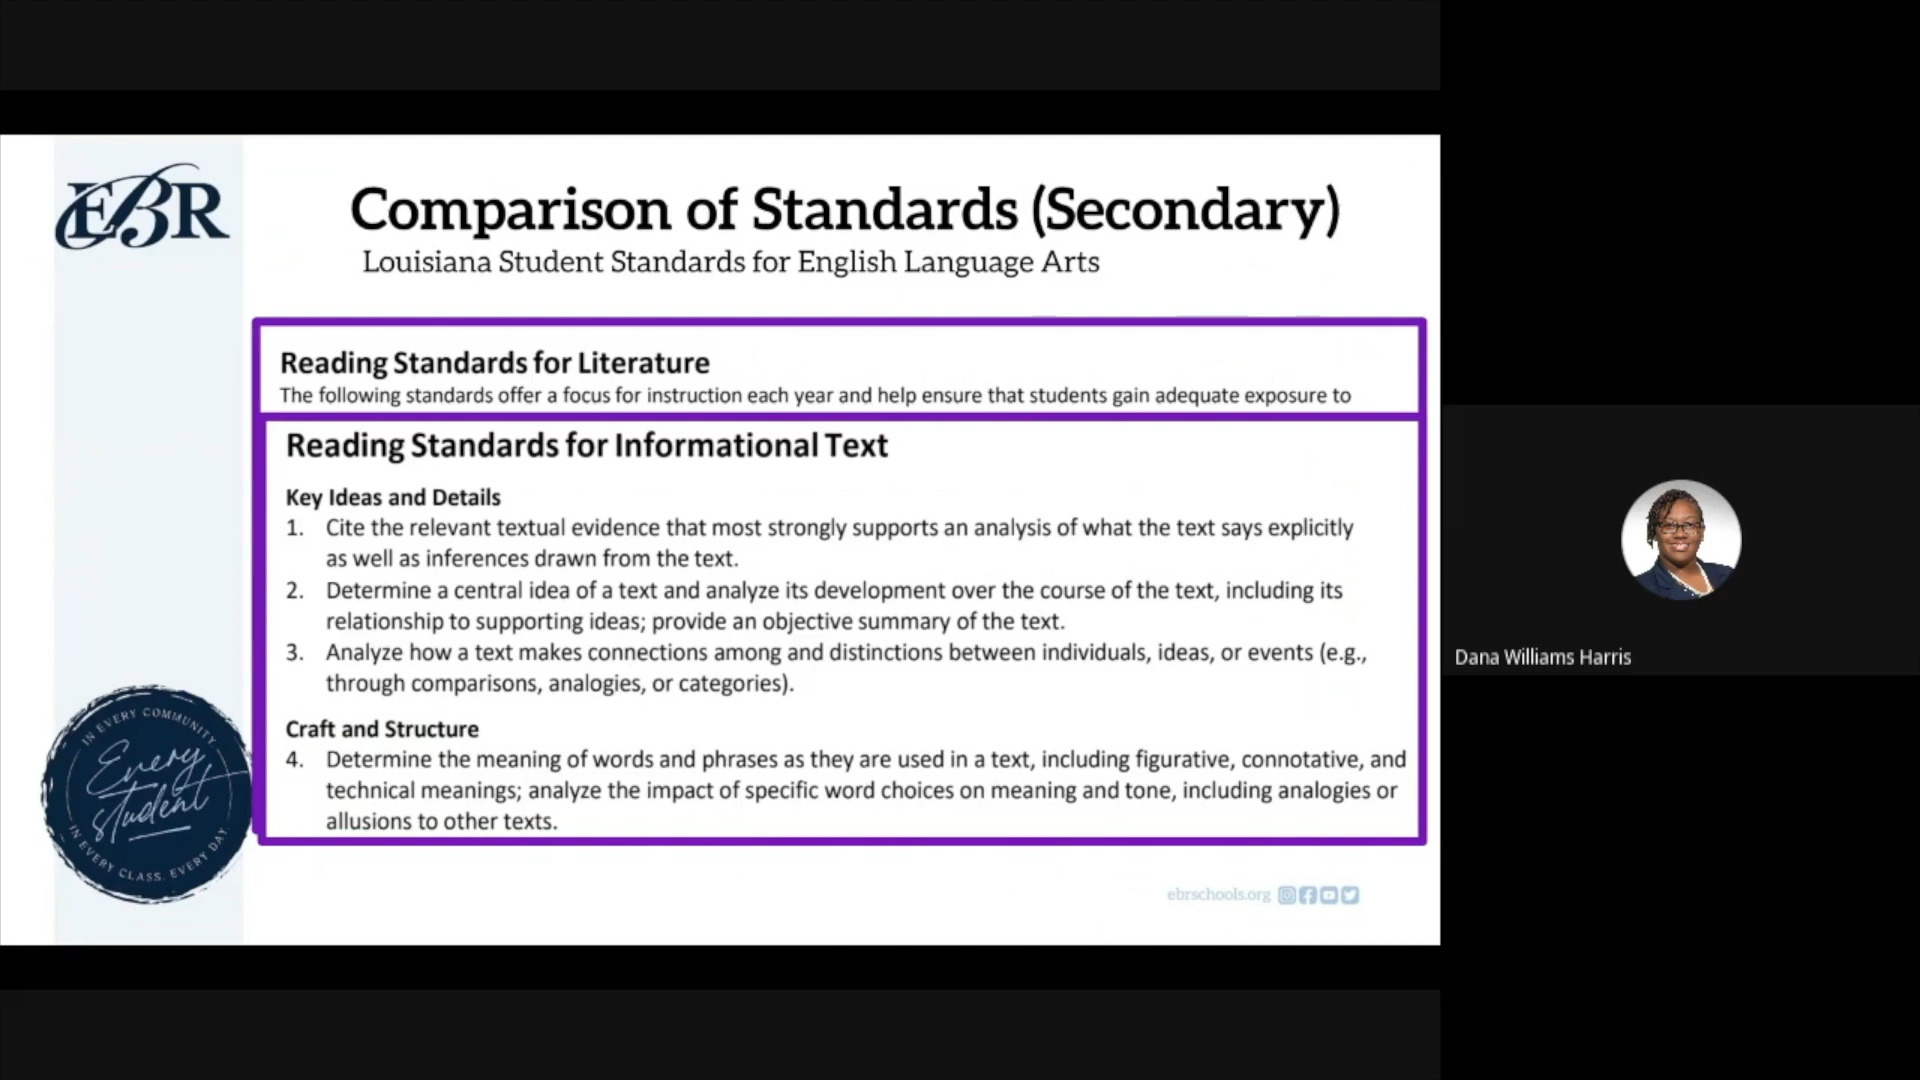 EBR
Comparison of Standards (Secondary)
Louisiana Student Standards for English Language Arts
Reading Standards for Literature
The following standards offer a focus for instruction each year and help ensure that students gain adequate exposure to
Reading Standards for Informational Text
Key Ideas and Details
1. Cite the relevant textual evidence that most strongly supports an analysis of what the text says explicitly
as well as inferences drawn from the text.
2. Determine a central idea of a text and analyze its development over the course of the text, including its
relationship to supporting ideas; provide an objective summary of the text.
3. Analyze how a text makes connections among and distinctions between individuals, ideas, or events (e.g.,
through comparisons, analogies, or categories).
Craft and Structure
4. Determine the meaning of words and phrases as they are used in a text, including figurative, connotative, and
technical meanings; analyze the impact of specific word choices on meaning and tone, including analogies or
allusions to other texts.
IN EVERY COMMUNITY
Every
student
IN EVERY CLASS, EVERY DAY
ebrschools.org
Dana Williams Harris